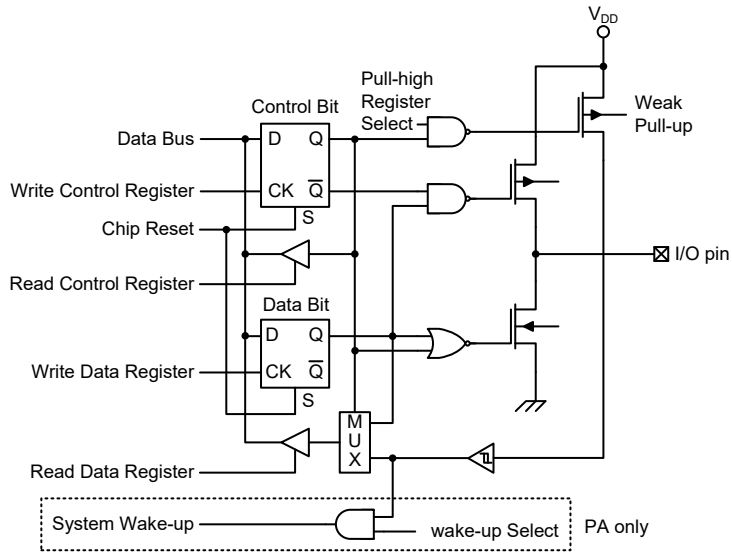 V_DD
Pull-high
Register
Select
Weak
Pull-up
Control Bit
Data Bus
D
Q
Write Control Register
CK
Q̅
S
Chip Reset
I/O pin
Read Control Register
Data Bit
D
Q
Write Data Register
CK
Q̅
S
M
U
X
Read Data Register
System Wake-up
wake-up Select
PA only